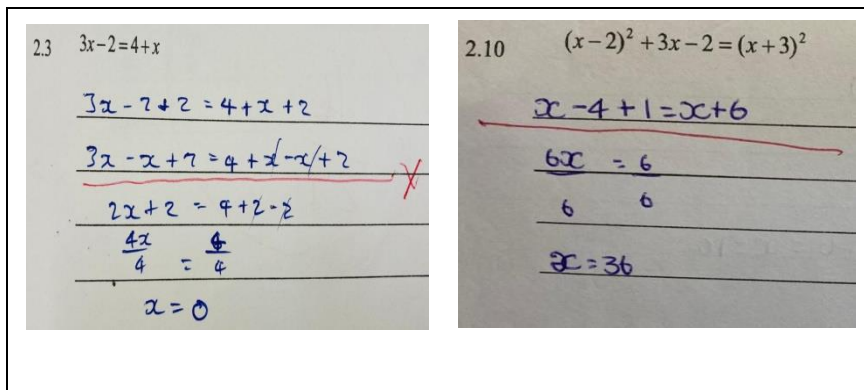 2.3 3x-2=4+x
3x - 2 + 2 = 4 + x + 2
3x - x + 2 = 4 + x - x + 2
2x + 2 = 4 + 2 - 2
4x/4 = 4/4
x = 0
2.10 (x-2)² +3x-2=(x+3)²
x - 4 + 1 = x + 6
6x/6 = 6/6
x = 36